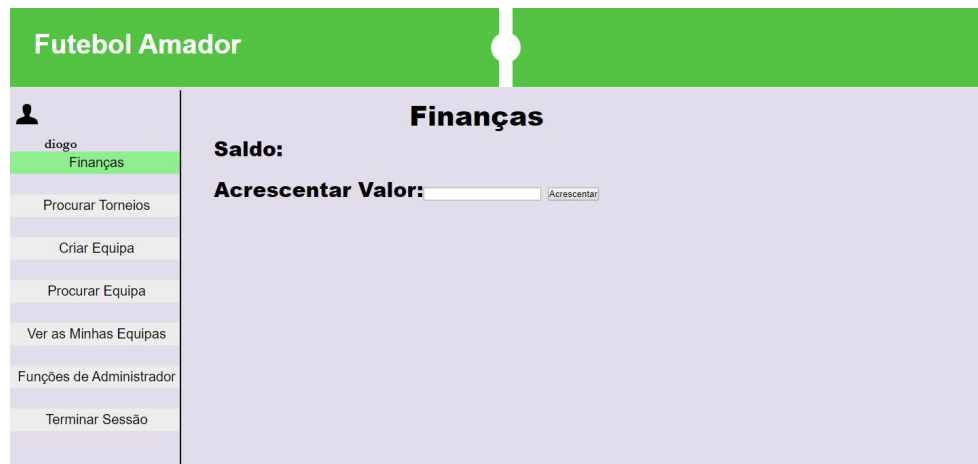 Futebol Amador
diogo
Finanças
Procurar Torneios
Criar Equipa
Procurar Equipa
Ver as Minhas Equipas
Funções de Administrador
Terminar Sessão
Finanças
Saldo:
Acrescentar Valor: Acrescentar